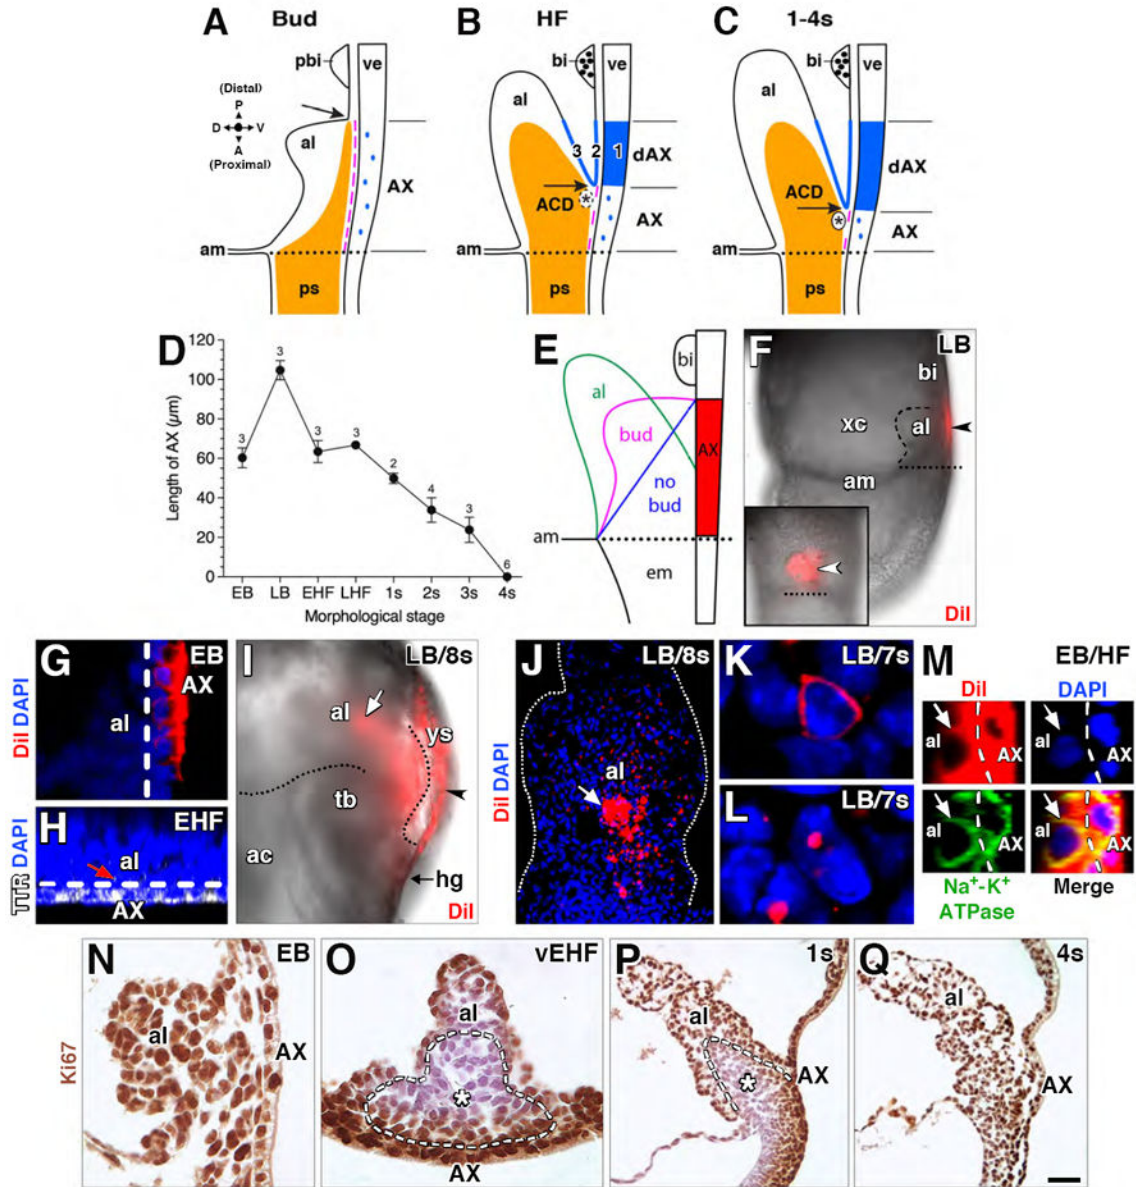 A Bud
B HF
C 1-4s
pbi
ve
(Distal)
P
D V
A
(Proximal)
al
AX
am
ps
bi
ve
al
3 2 1
dAX
ACD
*
AX
am
ps
bi
ve
al
dAX
ACD
*
AX
am
ps
D
Length of AX (µm)
120
100
80
60
40
20
0
3
3
3
3
2
4
3
6
EB LB EHF LHF 1s 2s 3s 4s
Morphological stage
E
bi
al
bud
AX
no
bud
am
em
F LB
bi
xc
al
am
DiI
G EB
AX
al
DiI DAPI
H EHF
al
AX
TTR DAPI
I LB/8s
al
ys
tb
ac
hg
DiI
J LB/8s
al
DiI DAPI
K LB/7s
L LB/7s
M EB/HF
DiI DAPI
al AX
al AX
al AX
al AX
Na⁺-K⁺ Merge
ATPase
N EB
al
AX
Ki67
O vEHF
al
*
AX
P 1s
al
*
AX
Q 4s
al
AX